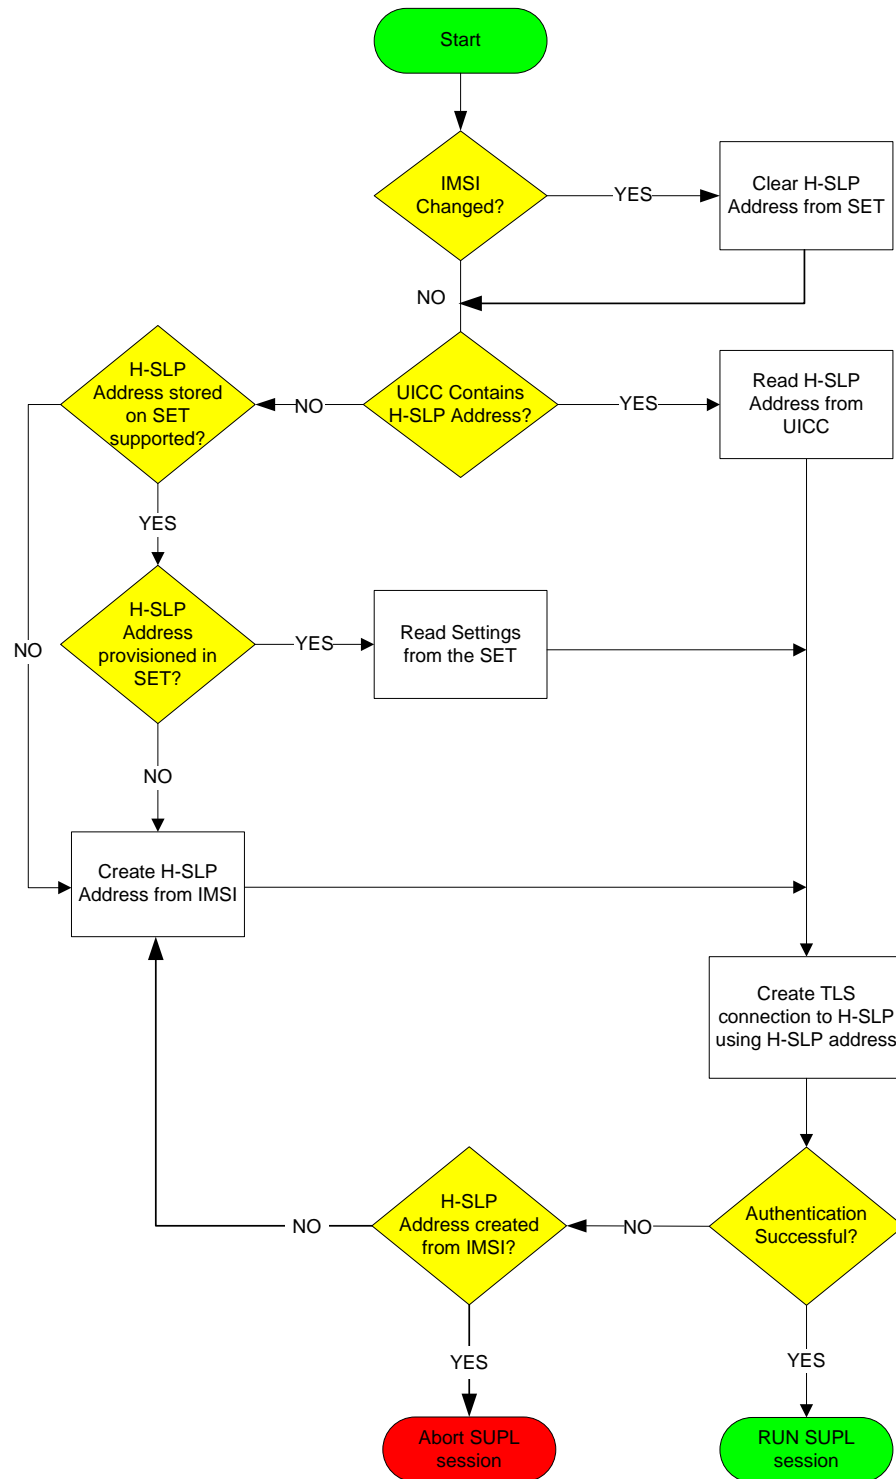 Start
IMSI
Changed?
YES
Clear H-SLP
Address from SET
NO
H-SLP
Address stored
on SET
supported?
NO
UICC Contains
H-SLP Address?
YES
Read H-SLP
Address from
UICC
YES
H-SLP
Address
provisioned in
SET?
YES
Read Settings
from the SET
NO
NO
Create H-SLP
Address from IMSI
Create TLS
connection to H-SLP
using H-SLP address
NO
H-SLP
Address created
from IMSI?
NO
Authentication
Successful?
YES
YES
Abort SUPL
session
RUN SUPL
session